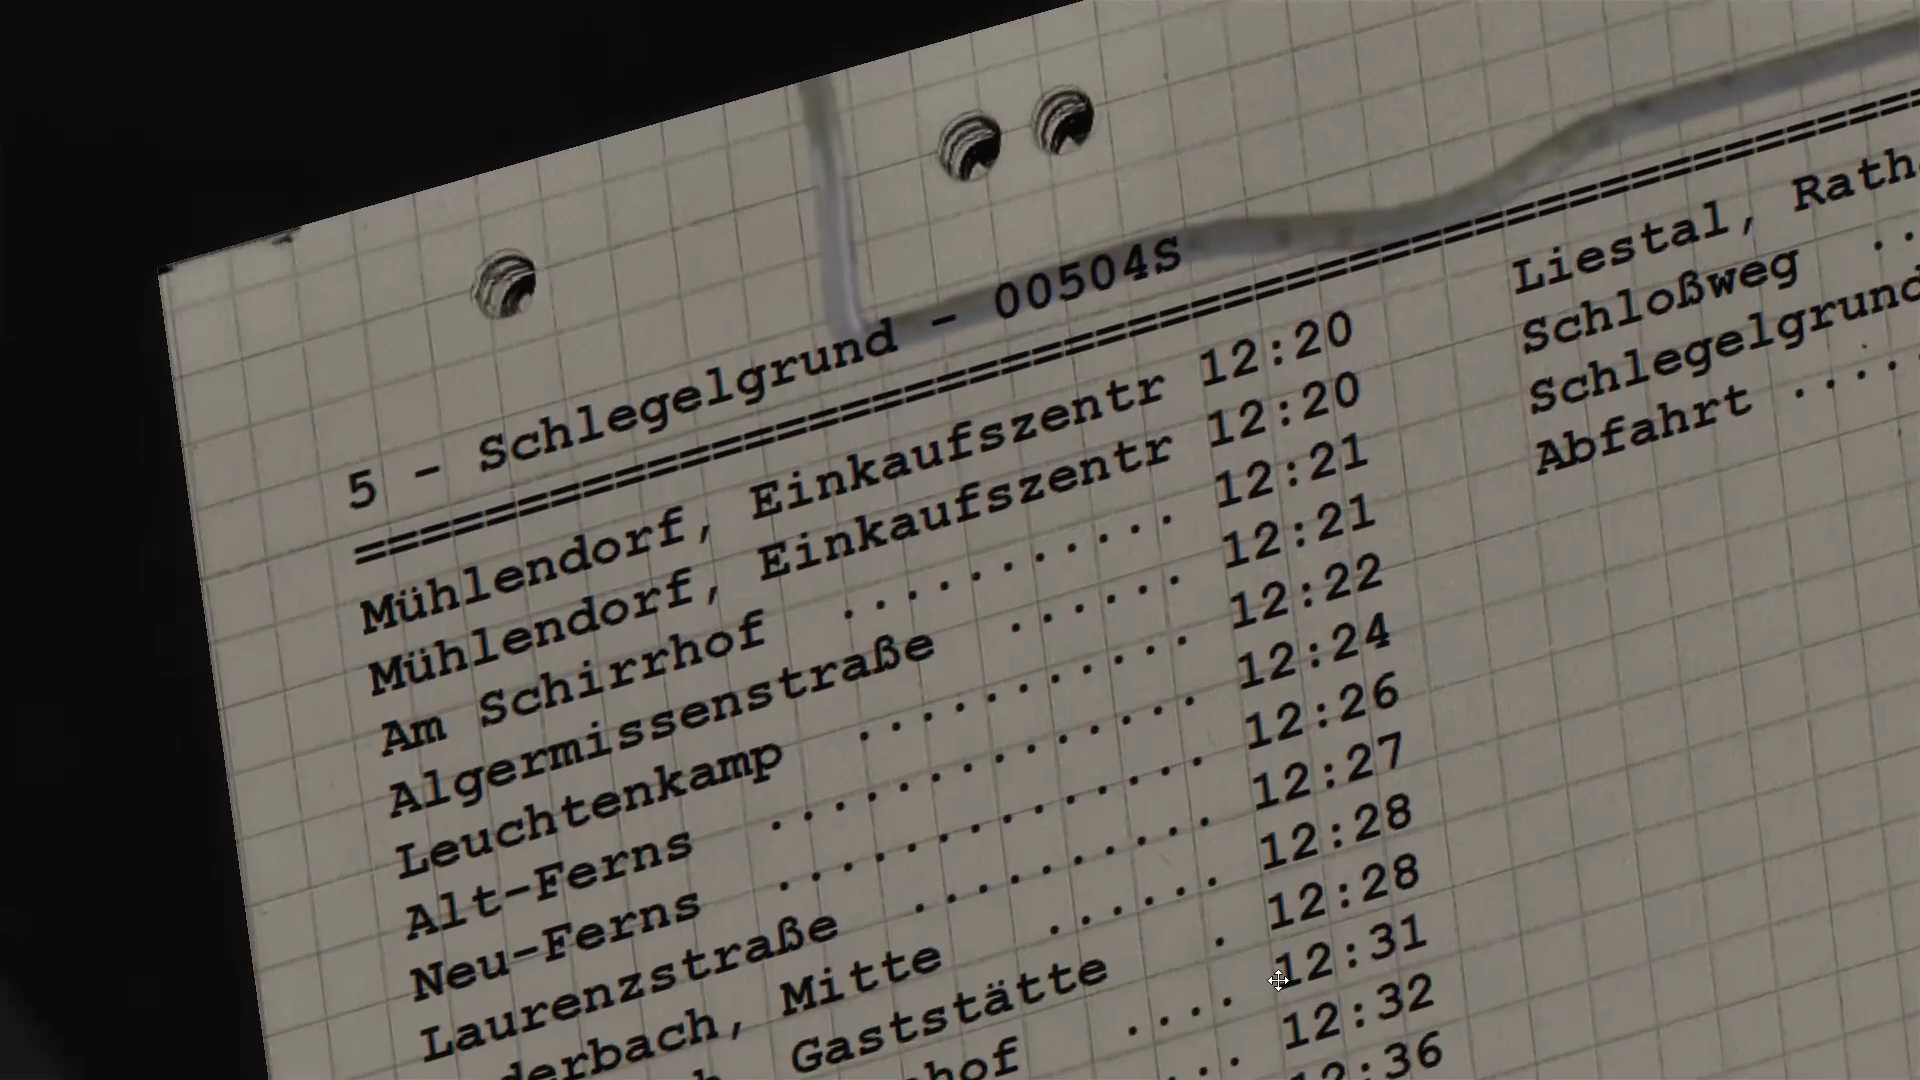 5 - Schlegelgrund - 00504S
==========================================
Mühlendorf, Einkaufszentr 12:20
Mühlendorf, Einkaufszentr 12:20
Am Schirrhof ........... 12:21
Algermissenstraße ...... 12:21
Leuchtenkamp ........... 12:22
Alt-Ferns .............. 12:24
Neu-Ferns .............. 12:26
Laurenzstraße .......... 12:27
Mitte ...... 12:28
Gaststätte . 12:28
.... 12:31
... 12:32
12:36
Liestal,
Schloßweg ..
Schlegelgrund
Abfahrt ....